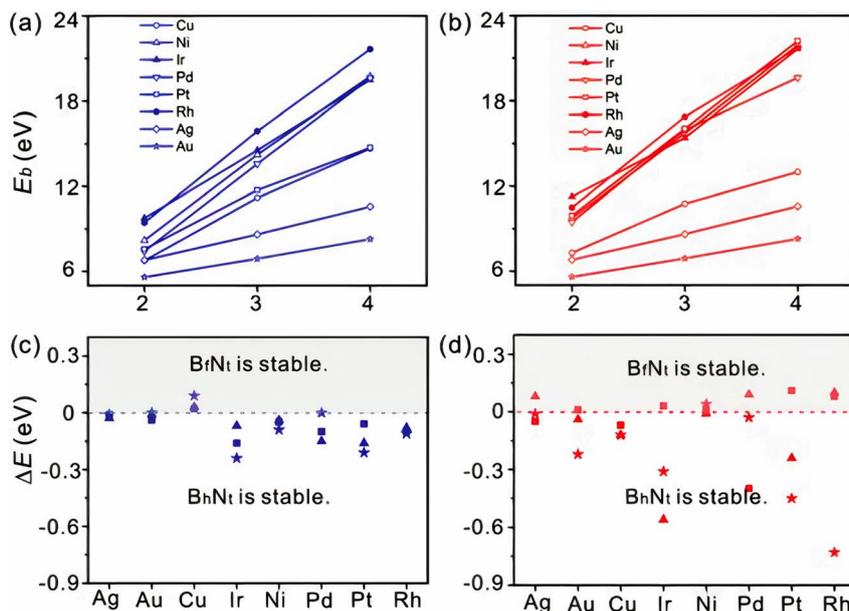 (a)
24
18
12
6
Eb (eV)
Cu
Ni
Ir
Pd
Pt
Rh
Ag
Au
2 3 4
(b)
24
18
12
6
Cu
Ni
Ir
Pd
Pt
Rh
Ag
Au
2 3 4
(c)
0.3
0
-0.3
-0.6
-0.9
ΔE (eV)
BfNt is stable.
BhNt is stable.
Ag Au Cu Ir Ni Pd Pt Rh
(d)
0.3
0
-0.3
-0.6
-0.9
BfNt is stable.
BhNt is stable.
Ag Au Cu Ir Ni Pd Pt Rh